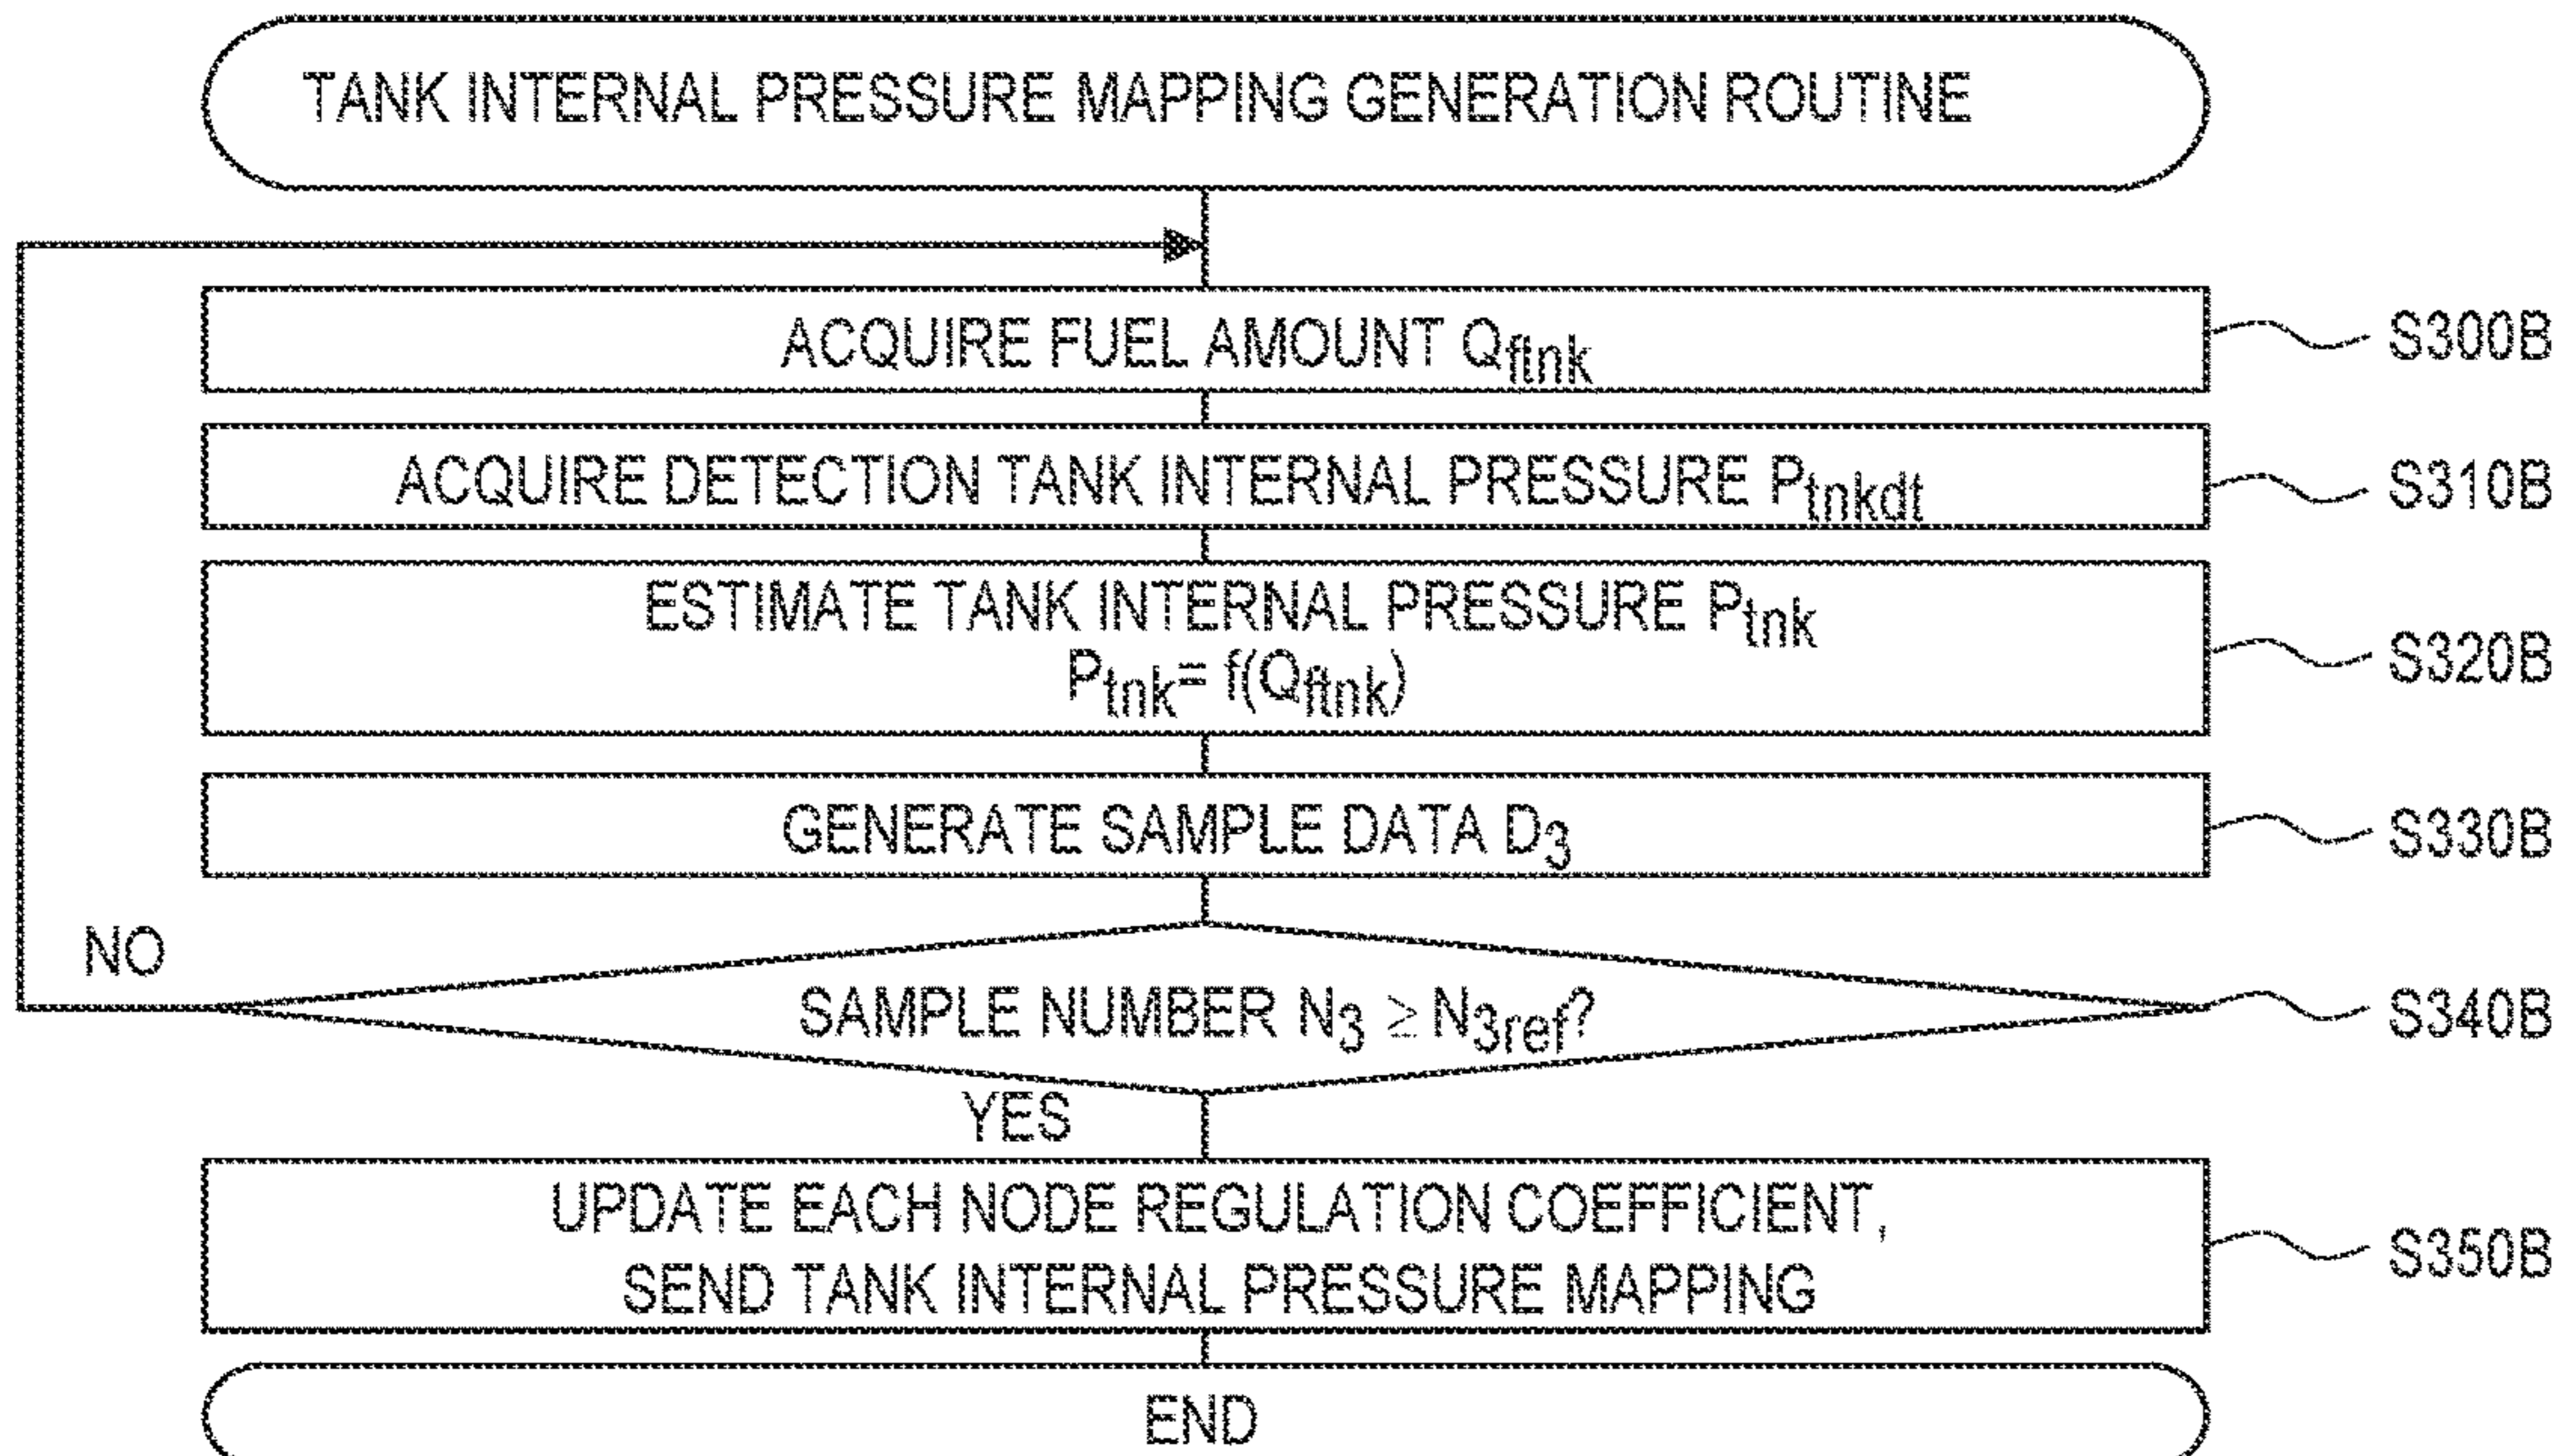 TANK INTERNAL PRESSURE MAPPING GENERATION ROUTINE
ACQUIRE FUEL AMOUNT Qftnk
S300B
ACQUIRE DETECTION TANK INTERNAL PRESSURE Ptnkdt
S310B
ESTIMATE TANK INTERNAL PRESSURE Ptnk
Ptnk= f(Qftnk)
S320B
GENERATE SAMPLE DATA D3
S330B
NO
SAMPLE NUMBER N3 ≥ N3ref?
S340B
YES
UPDATE EACH NODE REGULATION COEFFICIENT,
SEND TANK INTERNAL PRESSURE MAPPING
S350B
END